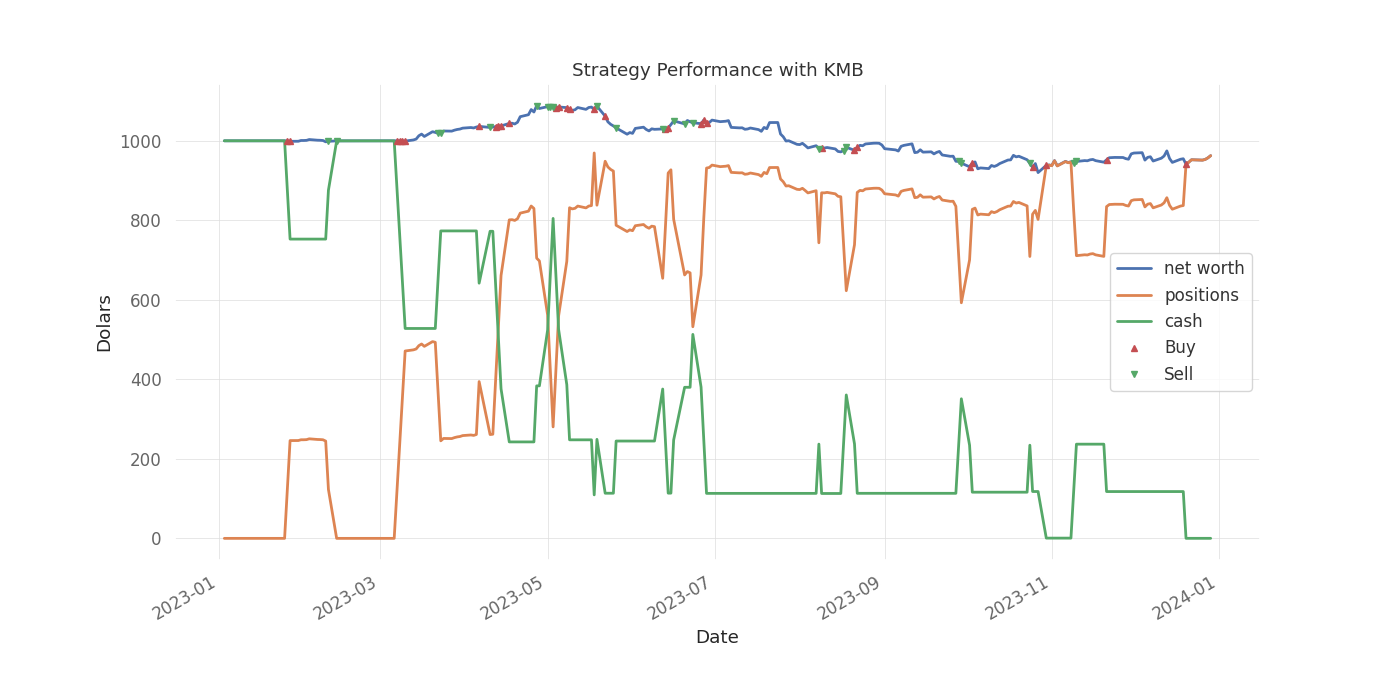 Strategy Performance with KMB
Dolars
1000
800
600
400
200
0
net worth
positions
cash
Buy
Sell
2023-01
2023-03
2023-05
2023-07
2023-09
2023-11
2024-01
Date